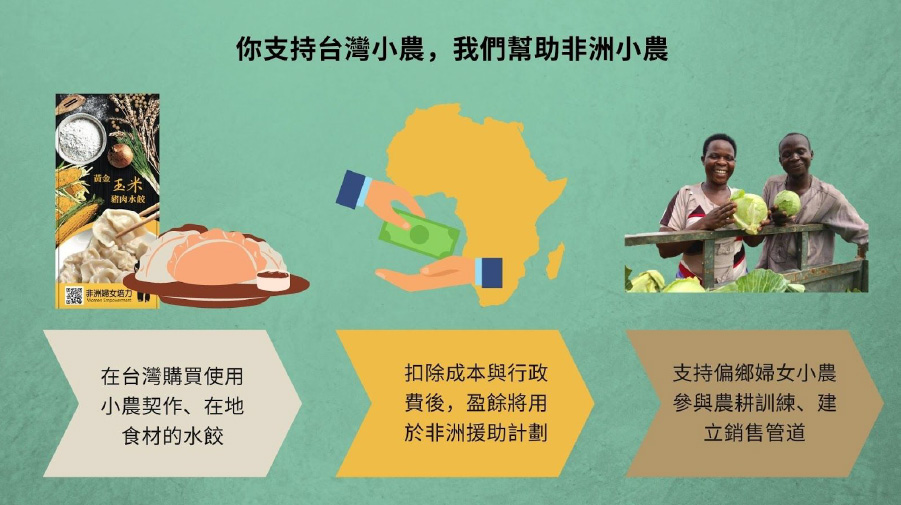 你支持台灣小農，我們幫助非洲小農
黃金
玉米
豬肉水餃
非洲婦女培力
Women Empowerment
在台灣購買使用
小農契作、在地
食材的水餃
扣除成本與行政
費後，盈餘將用
於非洲援助計劃
支持偏鄉婦女小農
參與農耕訓練、建
立銷售管道